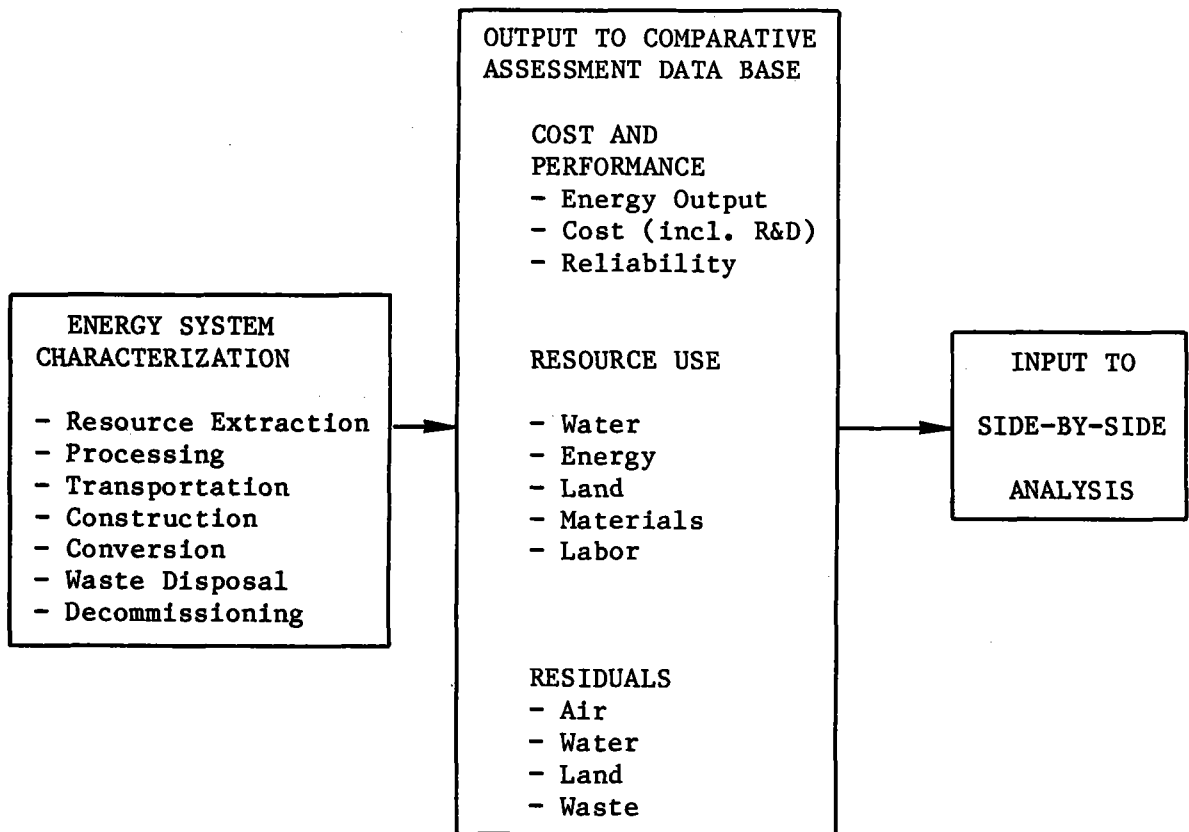 ENERGY SYSTEM
CHARACTERIZATION
- Resource Extraction
- Processing
- Transportation
- Construction
- Conversion
- Waste Disposal
- Decommissioning
OUTPUT TO COMPARATIVE
ASSESSMENT DATA BASE
COST AND
PERFORMANCE
- Energy Output
- Cost (incl. R&D)
- Reliability
RESOURCE USE
- Water
- Energy
- Land
- Materials
- Labor
RESIDUALS
- Air
- Water
- Land
- Waste
INPUT TO
SIDE-BY-SIDE
ANALYSIS